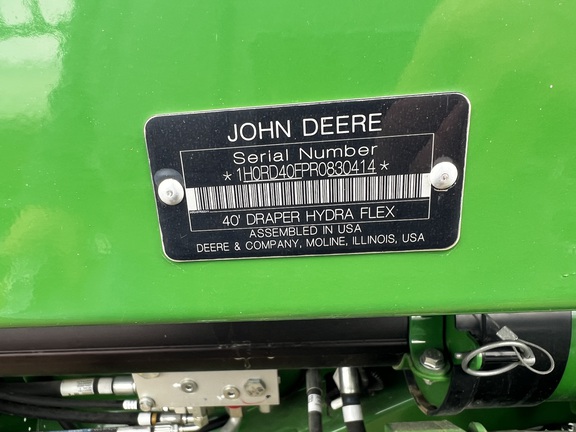 JOHN DEERE
Serial Number
*1H0RD40FPR0830414*
40' DRAPER HYDRA FLEX
ASSEMBLED IN USA
DEERE & COMPANY, MOLINE, ILLINOIS, USA